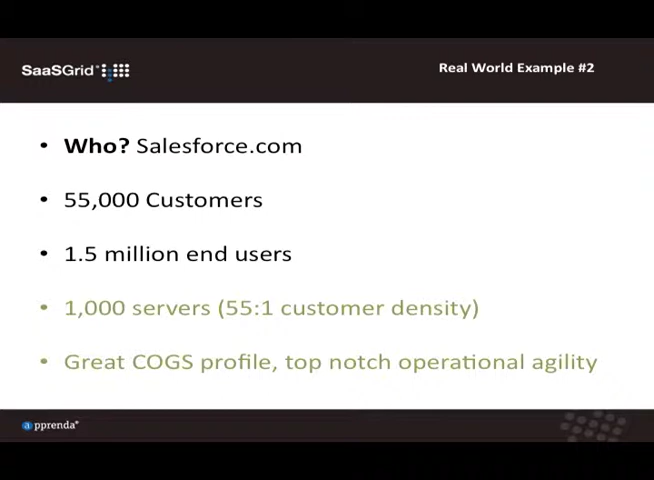 SaaSGrid
Real World Example #2
• Who? Salesforce.com
• 55,000 Customers
• 1.5 million end users
• 1,000 servers (55:1 customer density)
• Great COGS profile, top notch operational agility
apprenda